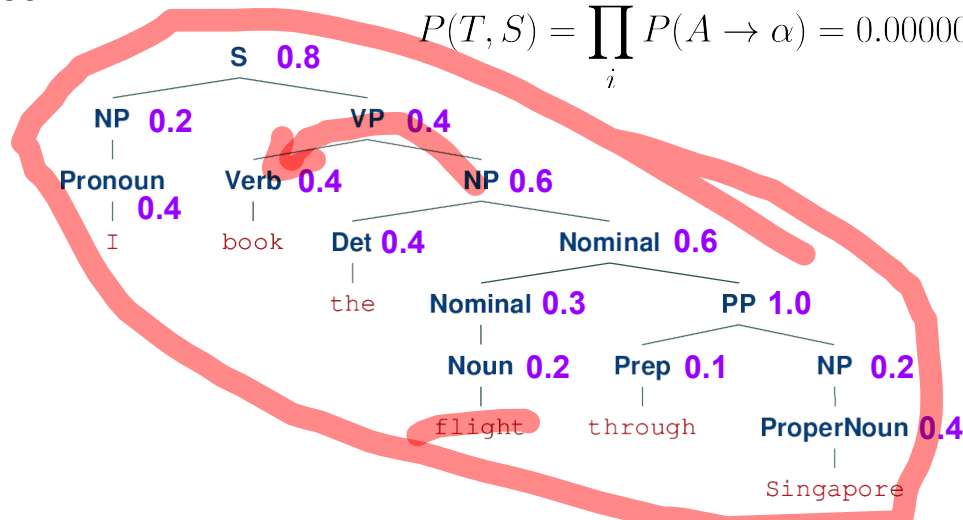 P(T, S) = ∏ᵢ P(A → α) = 0.00000
S 0.8
NP 0.2 VP 0.4
Pronoun Verb 0.4 NP 0.6
0.4
I book Det 0.4 Nominal 0.6
the Nominal 0.3 PP 1.0
Noun 0.2 Prep 0.1 NP 0.2
flight through ProperNoun 0.4
Singapore